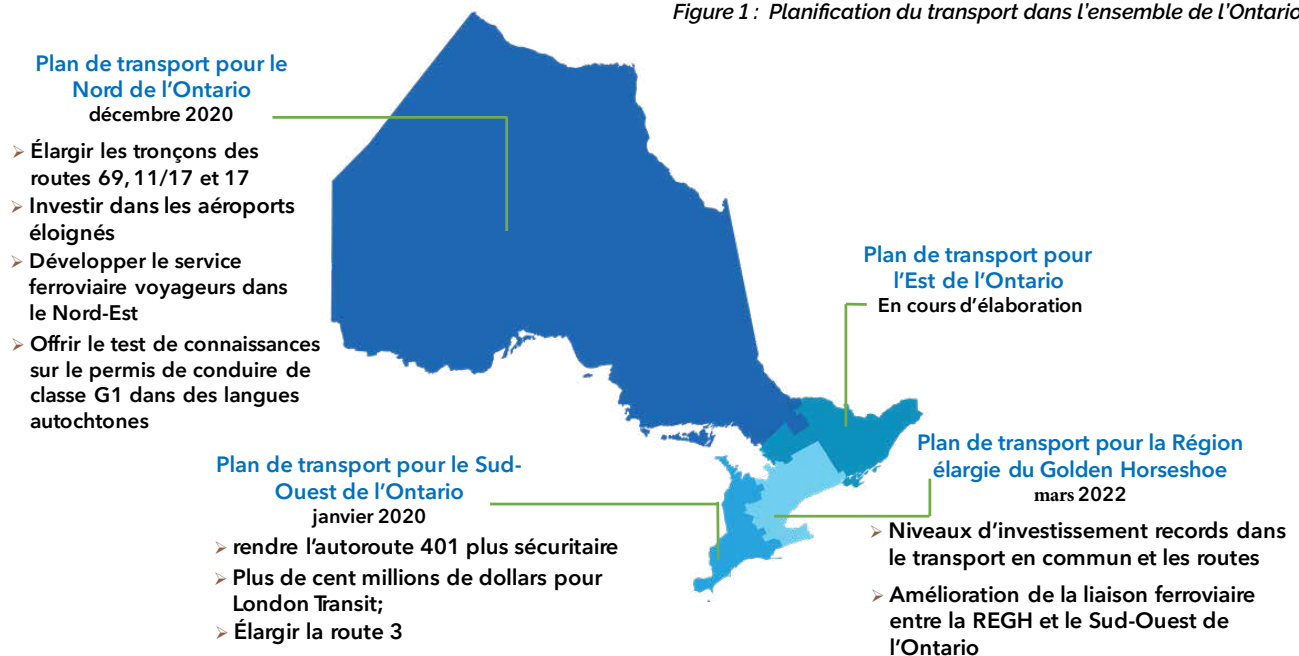 Figure 1 : Planification du transport dans l'ensemble de l'Ontario
Plan de transport pour le
Nord de l'Ontario
décembre 2020
➢ Élargir les tronçons des
routes 69, 11/17 et 17
➢ Investir dans les aéroports
éloignés
➢ Développer le service
ferroviaire voyageurs dans
le Nord-Est
➢ Offrir le test de connaissances
sur le permis de conduire de
classe G1 dans des langues
autochtones
Plan de transport pour
l'Est de l'Ontario
En cours d'élaboration
Plan de transport pour le Sud-
Ouest de l'Ontario
janvier 2020
➢ rendre l'autoroute 401 plus sécuritaire
➢ Plus de cent millions de dollars pour
London Transit;
➢ Élargir la route 3
Plan de transport pour la Région
élargie du Golden Horseshoe
mars 2022
➢ Niveaux d'investissement records dans
le transport en commun et les routes
➢ Amélioration de la liaison ferroviaire
entre la REGH et le Sud-Ouest de
l'Ontario